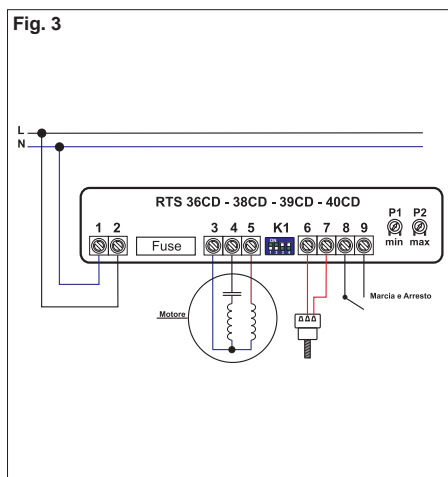 Fig. 3
L
N
RTS 36CD - 38CD - 39CD - 40CD
P1 P2
1 2 3 4 5 K1 6 7 8 9
Fuse
ON
min max
Motore
Marcia e Arresto